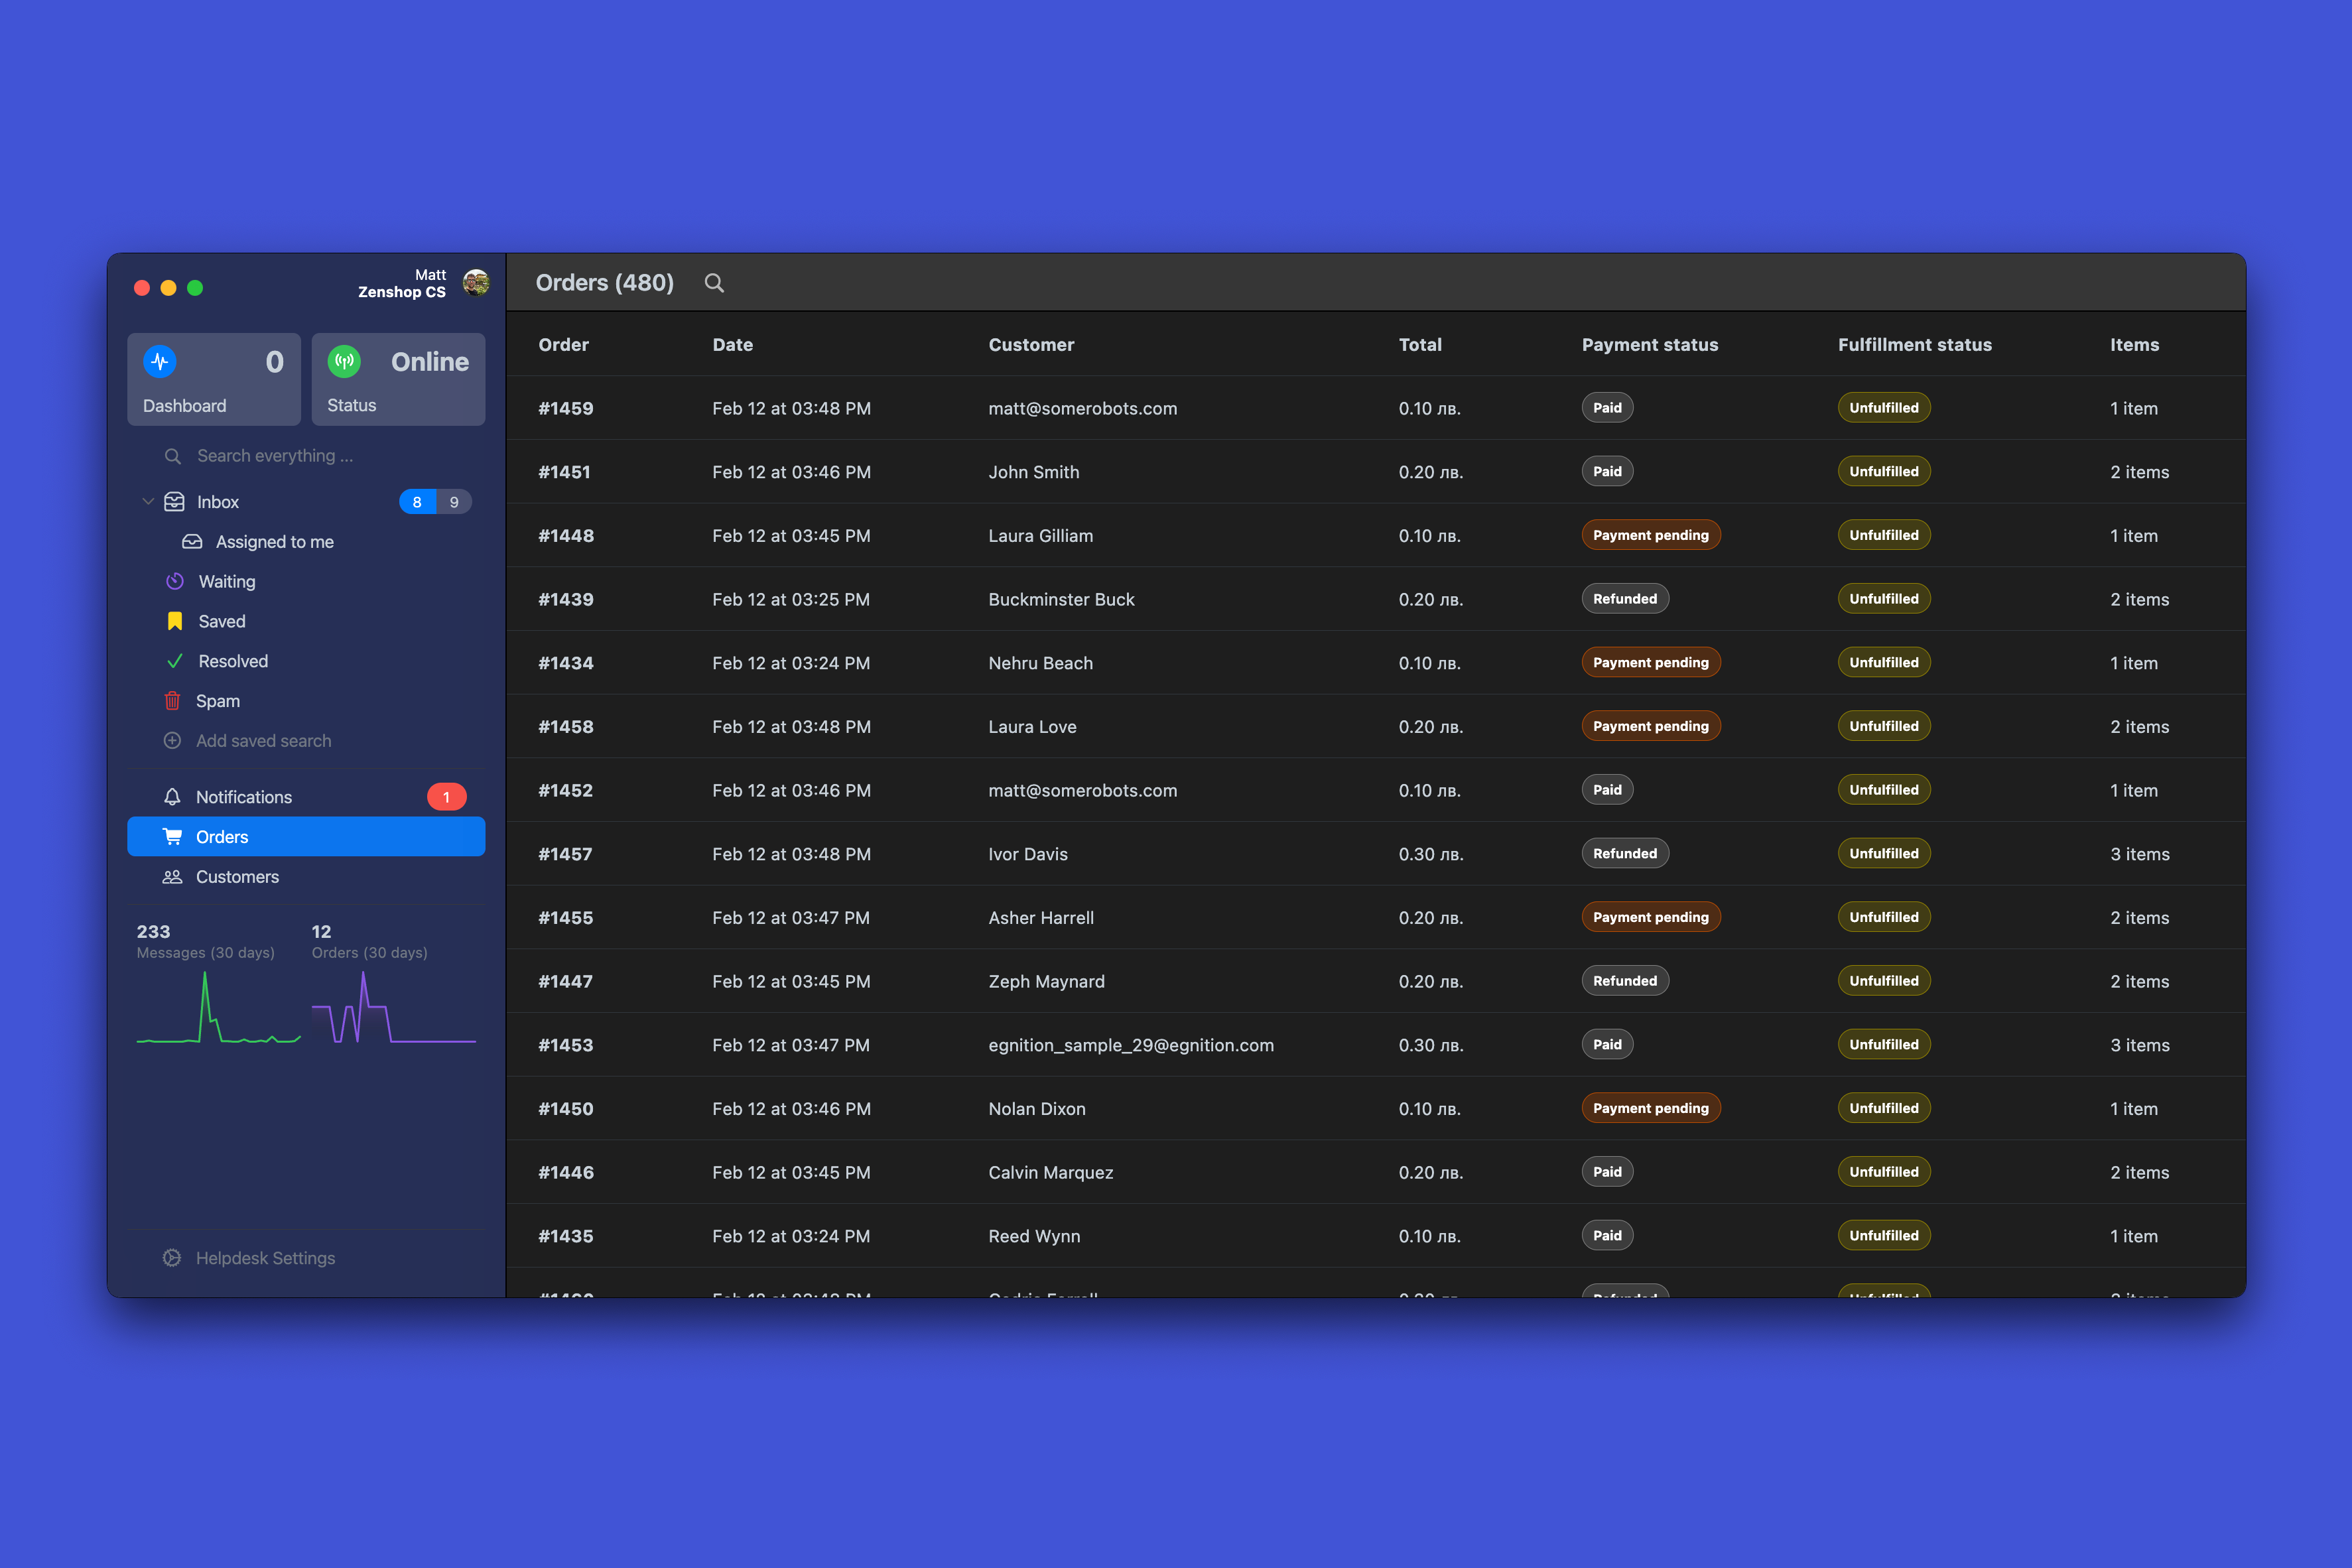 Matt
Zenshop CS
0
Dashboard
Online
Status
Search everything ...
Inbox 8 9
Assigned to me
Waiting
Saved
Resolved
Spam
Add saved search
Notifications 1
Orders
Customers
233
Messages (30 days)
12
Orders (30 days)
Helpdesk Settings
Orders (480)
Order Date Customer Total Payment status Fulfillment status Items
#1459 Feb 12 at 03:48 PM matt@somerobots.com 0.10 лв. Paid Unfulfilled 1 item
#1451 Feb 12 at 03:46 PM John Smith 0.20 лв. Paid Unfulfilled 2 items
#1448 Feb 12 at 03:45 PM Laura Gilliam 0.10 лв. Payment pending Unfulfilled 1 item
#1439 Feb 12 at 03:25 PM Buckminster Buck 0.20 лв. Refunded Unfulfilled 2 items
#1434 Feb 12 at 03:24 PM Nehru Beach 0.10 лв. Payment pending Unfulfilled 1 item
#1458 Feb 12 at 03:48 PM Laura Love 0.20 лв. Payment pending Unfulfilled 2 items
#1452 Feb 12 at 03:46 PM matt@somerobots.com 0.10 лв. Paid Unfulfilled 1 item
#1457 Feb 12 at 03:48 PM Ivor Davis 0.30 лв. Refunded Unfulfilled 3 items
#1455 Feb 12 at 03:47 PM Asher Harrell 0.20 лв. Payment pending Unfulfilled 2 items
#1447 Feb 12 at 03:45 PM Zeph Maynard 0.20 лв. Refunded Unfulfilled 2 items
#1453 Feb 12 at 03:47 PM egnition_sample_29@egnition.com 0.30 лв. Paid Unfulfilled 3 items
#1450 Feb 12 at 03:46 PM Nolan Dixon 0.10 лв. Payment pending Unfulfilled 1 item
#1446 Feb 12 at 03:45 PM Calvin Marquez 0.20 лв. Paid Unfulfilled 2 items
#1435 Feb 12 at 03:24 PM Reed Wynn 0.10 лв. Paid Unfulfilled 1 item